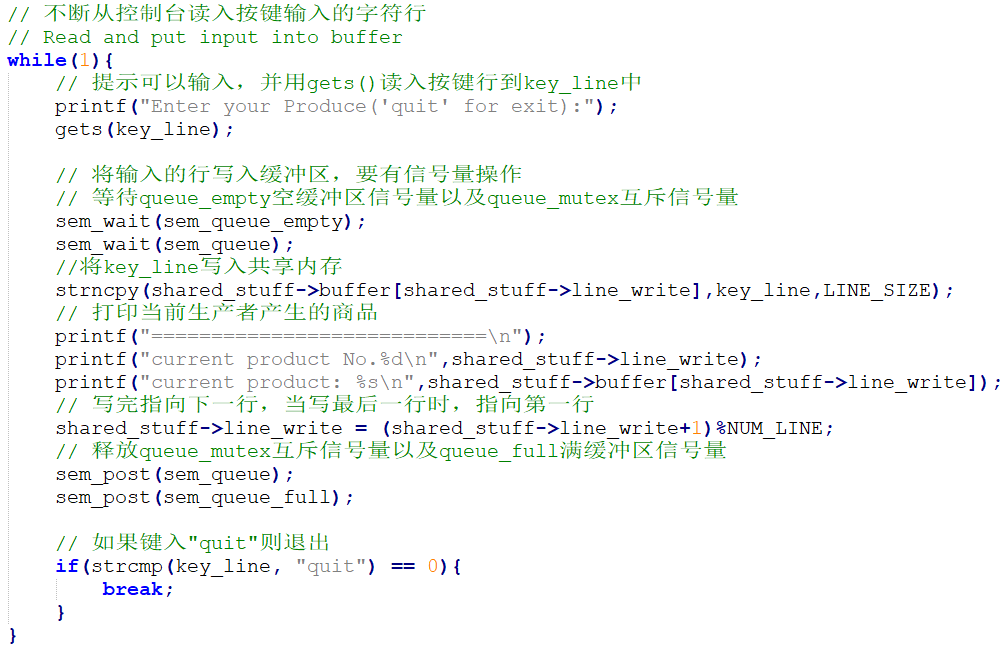 // 不断从控制台读入按键输入的字符行
// Read and put input into buffer
while(1){
    // 提示可以输入，并用gets()读入按键行到key_line中
    printf("Enter your Produce('quit' for exit):");
    gets(key_line);

    // 将输入的行写入缓冲区，要有信号量操作
    // 等待queue_empty空缓冲区信号量以及queue_mutex互斥信号量
    sem_wait(sem_queue_empty);
    sem_wait(sem_queue);
    //将key_line写入共享内存
    strncpy(shared_stuff->buffer[shared_stuff->line_write],key_line,LINE_SIZE);
    // 打印当前生产者产生的商品
    printf("============================\n");
    printf("current product No.%d\n",shared_stuff->line_write);
    printf("current product: %s\n",shared_stuff->buffer[shared_stuff->line_write]);
    // 写完指向下一行，当写最后一行时，指向第一行
    shared_stuff->line_write = (shared_stuff->line_write+1)%NUM_LINE;
    // 释放queue_mutex互斥信号量以及queue_full满缓冲区信号量
    sem_post(sem_queue);
    sem_post(sem_queue_full);

    // 如果键入"quit"则退出
    if(strcmp(key_line, "quit") == 0){
        break;
    }
}